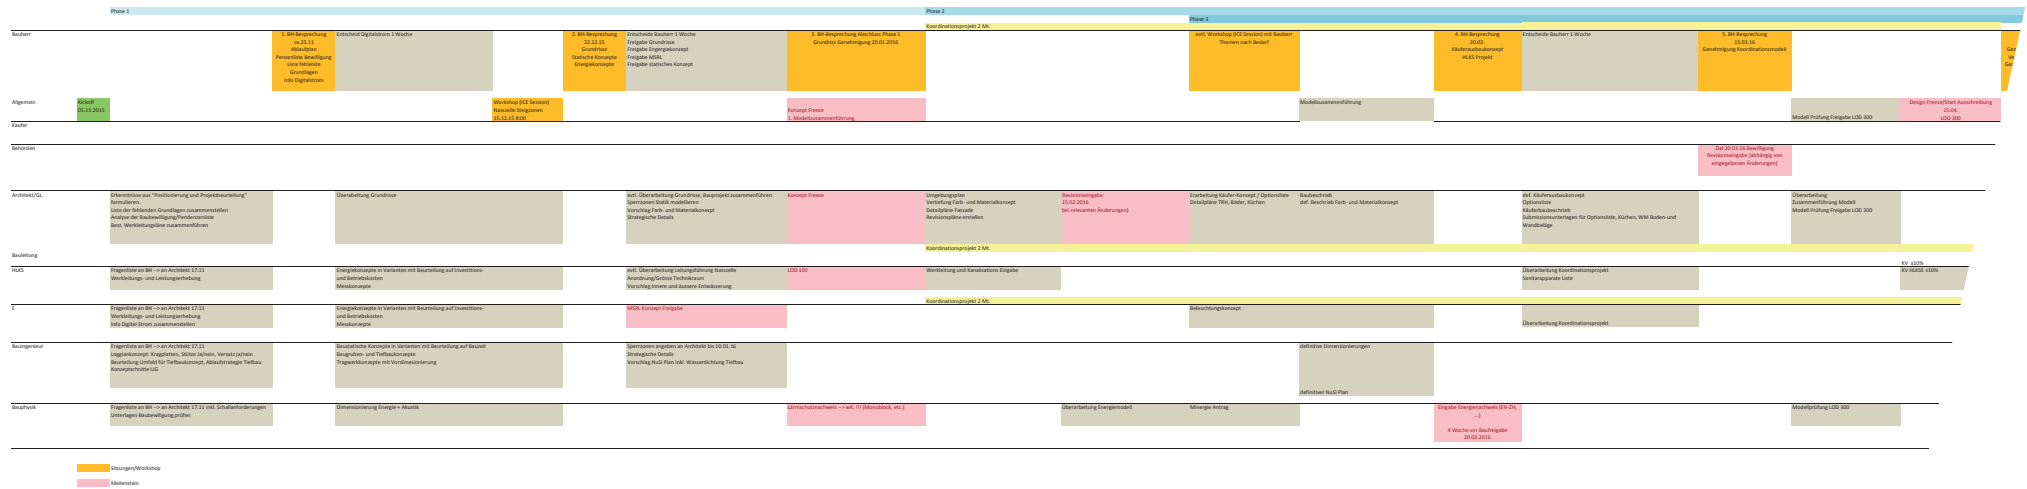 Phase 1
Phase 2
Phase 3
Koordinationsprojekt 2 Mt.
Bauherr
1. BH-Besprechung
ca.25.11
Ablaufplan
Pensenliste Bewilligung
Liste fehlende
Grundlagen
Info Digitalstrom
Entscheid Digitalstrom 1 Woche
2. BH-Besprechung
22.12.15
Grundrisse
Statische Konzepte
Energiekonzepte
Entscheide Bauherr 1 Woche
Freigabe Grundrisse
Freigabe Engergiekonzept
Freigabe MSRL
Freigabe statisches Konzept
3. BH-Besprechung Abschluss Phase 1
Grundriss Genehmigung 20.01.2016
evtl. Workshop (ICE Session) mit Bauherr
Themen nach Bedarf
4. BH-Besprechung
20.02.
Käuferausbaukonzept
HLKS Projekt
Entscheide Bauherr 1 Woche
5. BH-Besprechung
15.03.16
Genehmigung Koordinationsmodell
Allgemein
Kickoff
05.11.2015
Workshop (ICE Session)
Nasszelle Steigzonen
15.12.15 8:00
Konzept Freeze
1. Modellzusammenführung
Modellzusammenführung
Modell Prüfung Freigabe LOD 300
Design Freeze/Start Ausschreibung
15.04.
LOD 300
Käufer
Behörden
Ziel 20.03.16 Bewilligung
Revisionseingabe (abhängig von
eingegebenen Änderungen)
Architekt/GL
Erkenntnisse aus "Positionierung und Projektbeurteilung"
formulieren.
Liste der fehlenden Grundlagen zusammenstellen
Analyse der Baubewilligung/Pendenzenliste
Best. Werkleitungsläne zusammenführen
Überabeitung Grundrisse
evtl. Überarbeitung Grundrisse, Bauprojekt zusammenführen
Sperrzonen Statik modellieren
Vorschlag Farb- und Materialkonezpt
Strategische Details
Konzept Freeze
Umgebungsplan
Vertiefung Farb- und Materialkonzept
Detailpläne Fassade
Revisionspläne erstellen
Revisionseingabe
15.02.2016
bei relevanten Änderungen)
Erarbeitung Käufer-Konzept / Optionsliste
Detailpläne TRH, Bäder, Küchen
Baubeschrieb
def. Beschrieb Farb- und Materialkonzept
def. Käuferausbaukonzept
Optionsliste
Käuferbaubeschrieb
Submissionsunterlagen für Optionsliste, Küchen, WM Boden-und
Wandbeläge
Überarbeitung
Zusammenführung Modell
Modell Prüfung Freigabe LOD 300
Koordinationsprojekt 2 Mt.
Bauleitung
KV ±10%
HLKS
Fragenliste an BH --> an Architekt 17.11
Werkleitungs- und Leistungserhebung
Energiekonzepte in Varianten mit Beurteilung auf Investitions-
und Betriebskosten
Messkonzepte
evtl. Überarbeitung Leitungsführung Nasszelle
Anordnung/Grösse Technikraum
Vorschlag Innere und äussere Entwässerung
LOD 100
Werkleitung und Kanalisations Eingabe
Überarbeitung Koordinationsprojekt
Sanitärapparate Liste
KV HLKSE ±10%
Koordinationsprojekt 2 Mt.
E
Fragenliste an BH --> an Architekt 17.11
Werkleitungs- und Leistungserhebung
Info Digital Strom zusammenstellen
Energiekonzepte in Varianten mit Beurteilung auf Investitions-
und Betriebskosten
Messkonzepte
MSRL Konzept Freigabe
Beleuchtungskonzept
Überarbeitung Koordinationsprojekt
Bauingenieur
Fragenliste an BH --> an Architekt 17.11
Loggiankonzept: Kragplatten, Stütze Ja/nein, Versatz ja/nein
Beurteilung Umfeld für Tiefbaukonzept, Ablaufstrategie Tiefbau
Konzeptschnitte UG
Baustatische Konzepte in Varianten mit Beurteilung auf Bauzeit
Baugruben- und Tiefbaukonzepte
Tragwerkkonzepte mit Vordimesionierung
Sperrzonen angeben an Architekt bis 10.01.16
Strategische Details
Vorschlag NuSi Plan inkl. Wasserdichtung Tiefbau
definitive Dimensionierungen
definitiver NuSi Plan
Bauphysik
Fragenliste an BH --> an Architekt 17.11 inkl. Schallanforderungen
Unterlagen Baubewilligung prüfen
Dimensionierung Energie + Akustik
Lärmschutznachweis --> wK. !!! (Monoblock, etc.)
Überarbeitung Energiemodell
Minergie Antrag
Eingabe Energienachweis (EN-ZH,
...)
4 Woche vor Baufreigabe
20.02.2016
Modellprüfung LOD 300
Sitzungen/Workshop
Meilenstein